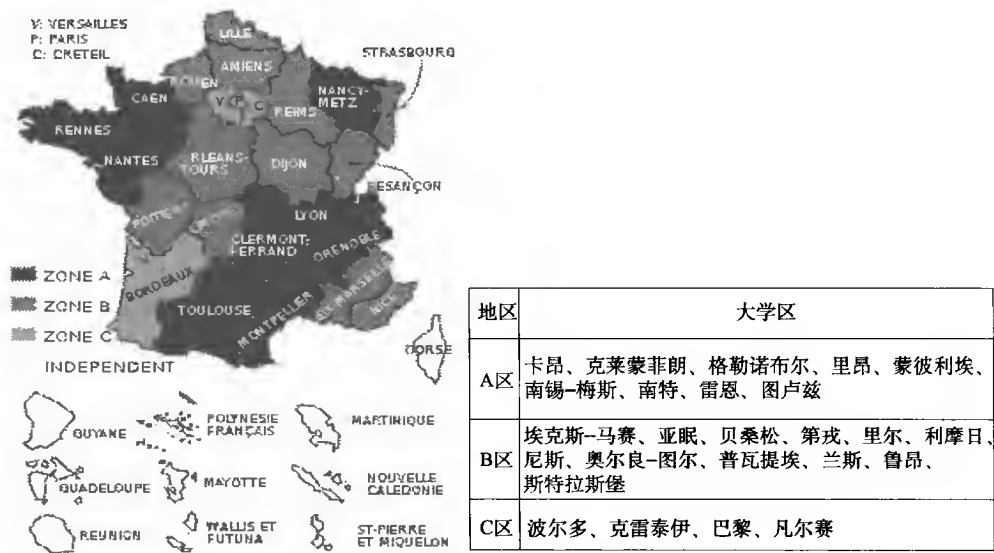 V: VERSAILLES
P: PARIS
C: CRETEIL
LILLE
STRASBOURG
AMIENS
CAEN
NANCY-
METZ
V P C
REIMS
RENNES
NANTES
RLEANS-
TOURS
DIJON
BESANÇON
LYON
CLERMONT-
FERRAND
GRENOBLE
BORDEAUX
TOULOUSE
MONTPELLIER
NICE
CORSE
ZONE A
ZONE B
ZONE C
INDEPENDENT
GUYANE
POLYNESIE
FRANÇAIS
MARTINIQUE
GUADELOUPE
MAYOTTE
NOUVELLE
CALEDONIE
REUNION
WALLIS ET
FUTUNA
ST-PIERRE
ET MIQUELON
地区 大学区
A区 卡昂、克莱蒙菲朗、格勒诺布尔、里昂、蒙彼利埃、
南锡-梅斯、南特、雷恩、图卢兹
B区 埃克斯-马赛、亚眠、贝桑松、第戎、里尔、利摩日、
尼斯、奥尔良-图尔、普瓦提埃、兰斯、鲁昂、
斯特拉斯堡
C区 波尔多、克雷泰伊、巴黎、凡尔赛